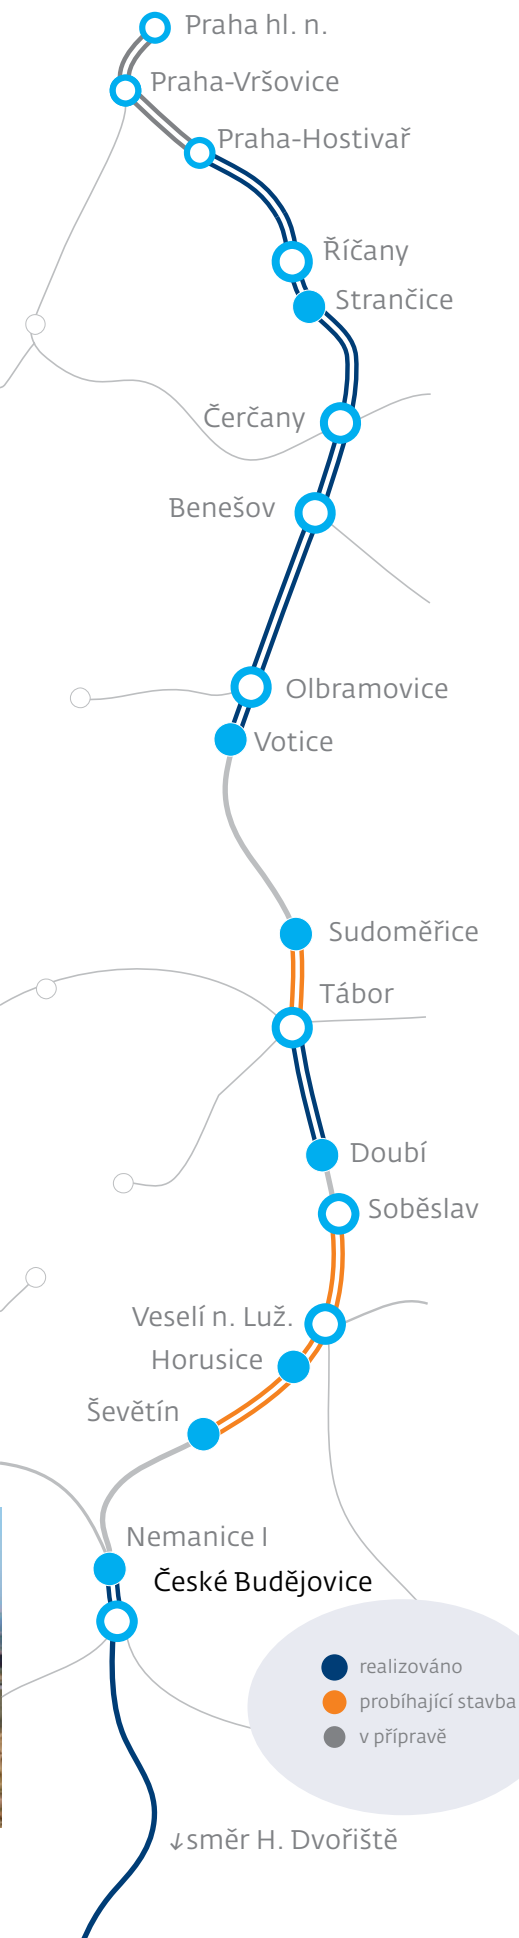 Praha hl. n.
Praha-Vršovice
Praha-Hostivař
Říčany
Strančice
Čerčany
Benešov
Olbramovice
Votice
Sudoměřice
Tábor
Doubí
Soběslav
Veselí n. Luž.
Horusice
Ševětín
Nemanice I
České Budějovice
realizováno
probíhající stavba
v přípravě
↓směr H. Dvořiště